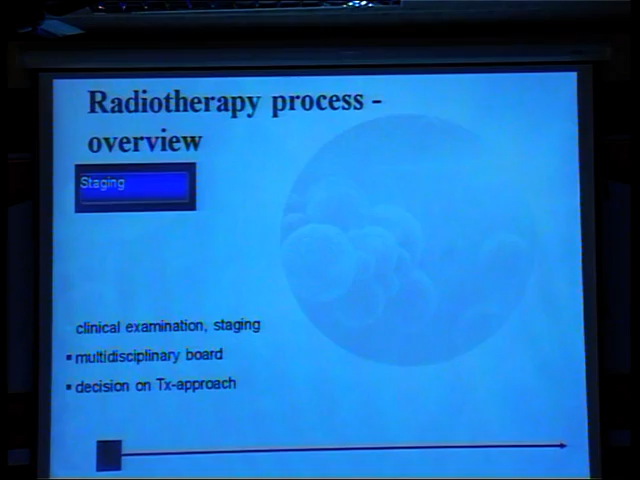 Radiotherapy process -
overview
Staging
clinical examination, staging
▪ multidisciplinary board
▪ decision on Tx-approach